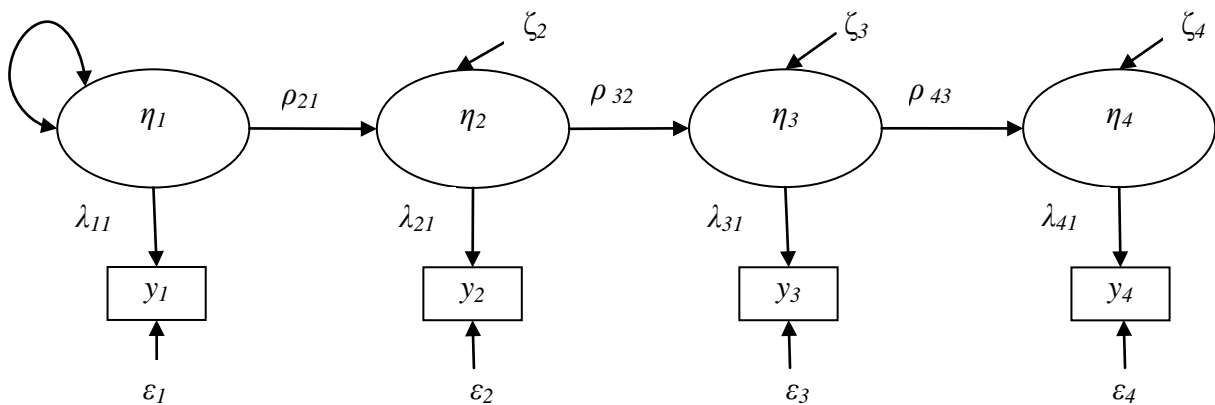 ζ2 ζ3 ζ4
ρ21 ρ 32 ρ 43
η1 η2 η3 η4
λ11 λ21 λ31 λ41
y1 y2 y3 y4
ε1 ε2 ε3 ε4